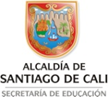 ALCALDÍA DE
SANTIAGO DE CALI
SECRETARÍA DE EDUCACIÓN